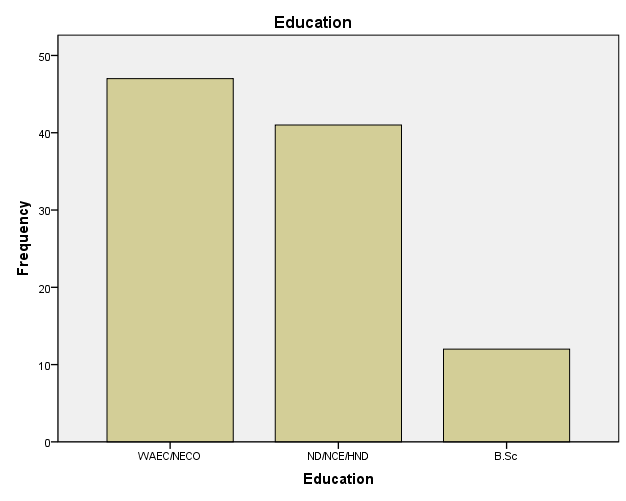 Education
50
40
30
20
10
0
Frequency
WAEC/NECO
ND/NCE/HND
B.Sc
Education